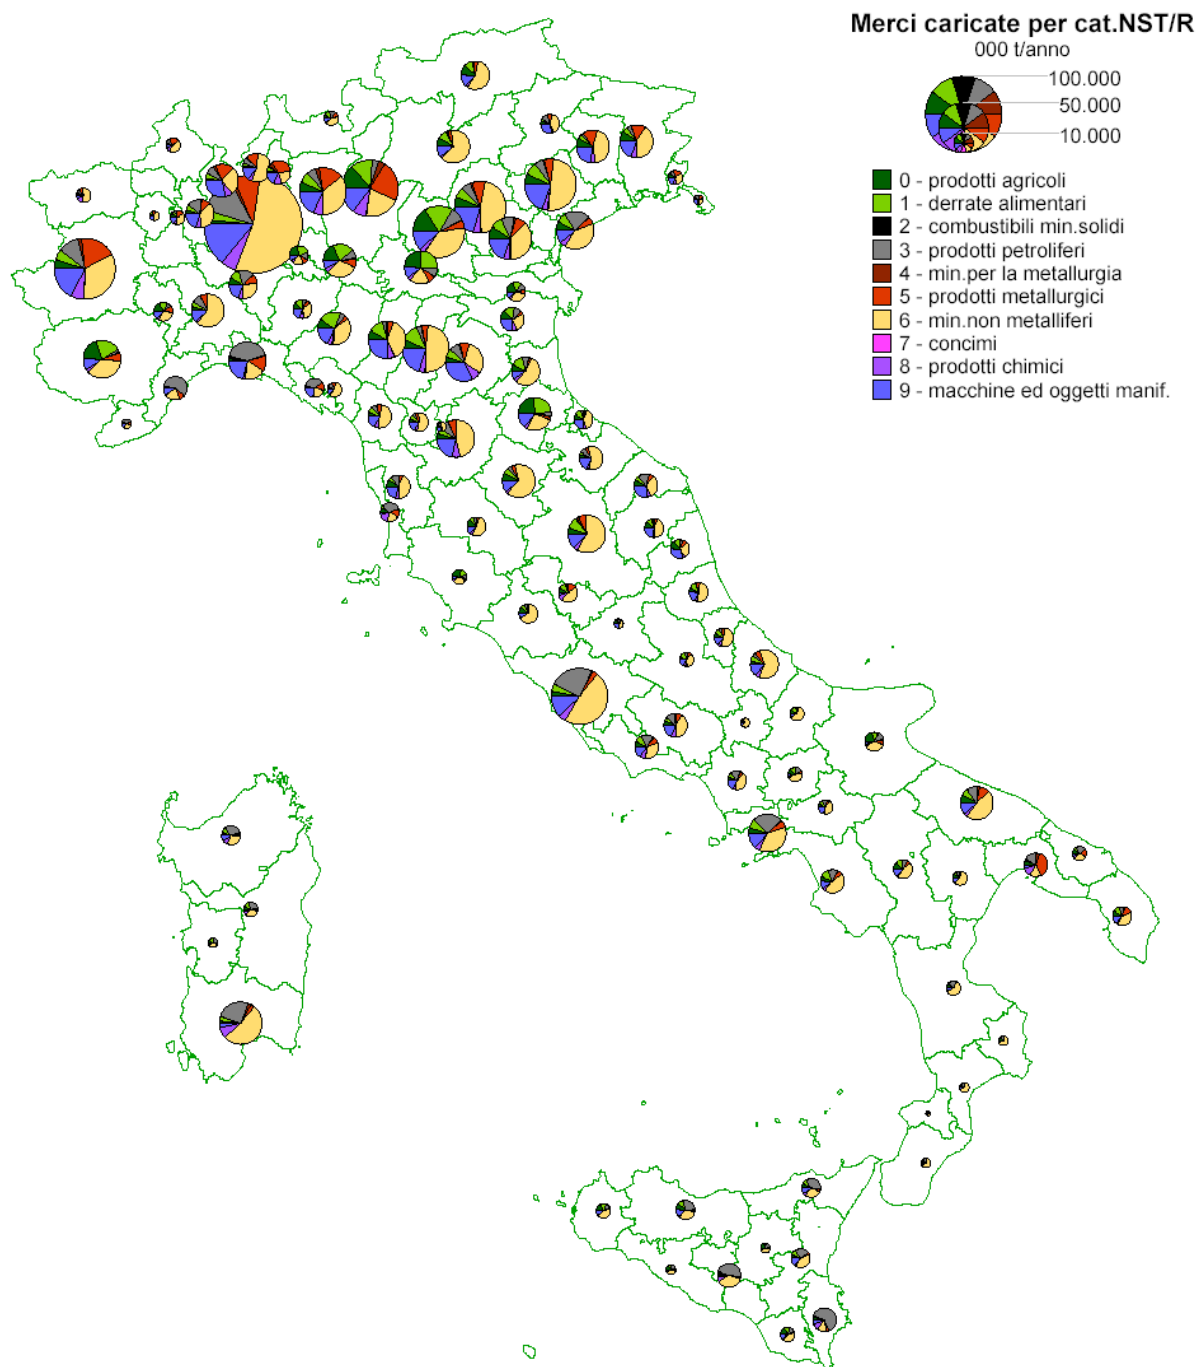 Merci caricate per cat.NST/R
000 t/anno
100.000
50.000
10.000
0 - prodotti agricoli
1 - derrate alimentari
2 - combustibili min.solidi
3 - prodotti petroliferi
4 - min.per la metallurgia
5 - prodotti metallurgici
6 - min.non metalliferi
7 - concimi
8 - prodotti chimici
9 - macchine ed oggetti manif.